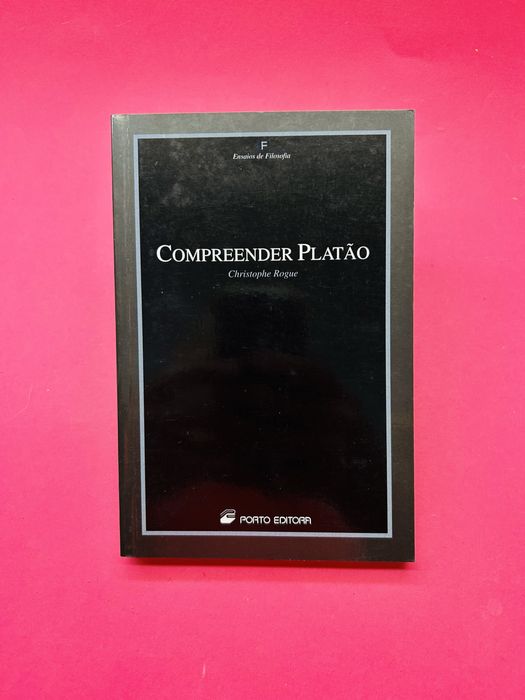 F
Ensaios de Filosofia
COMPREENDER PLATÃO
Christophe Rogue
PORTO EDITORA